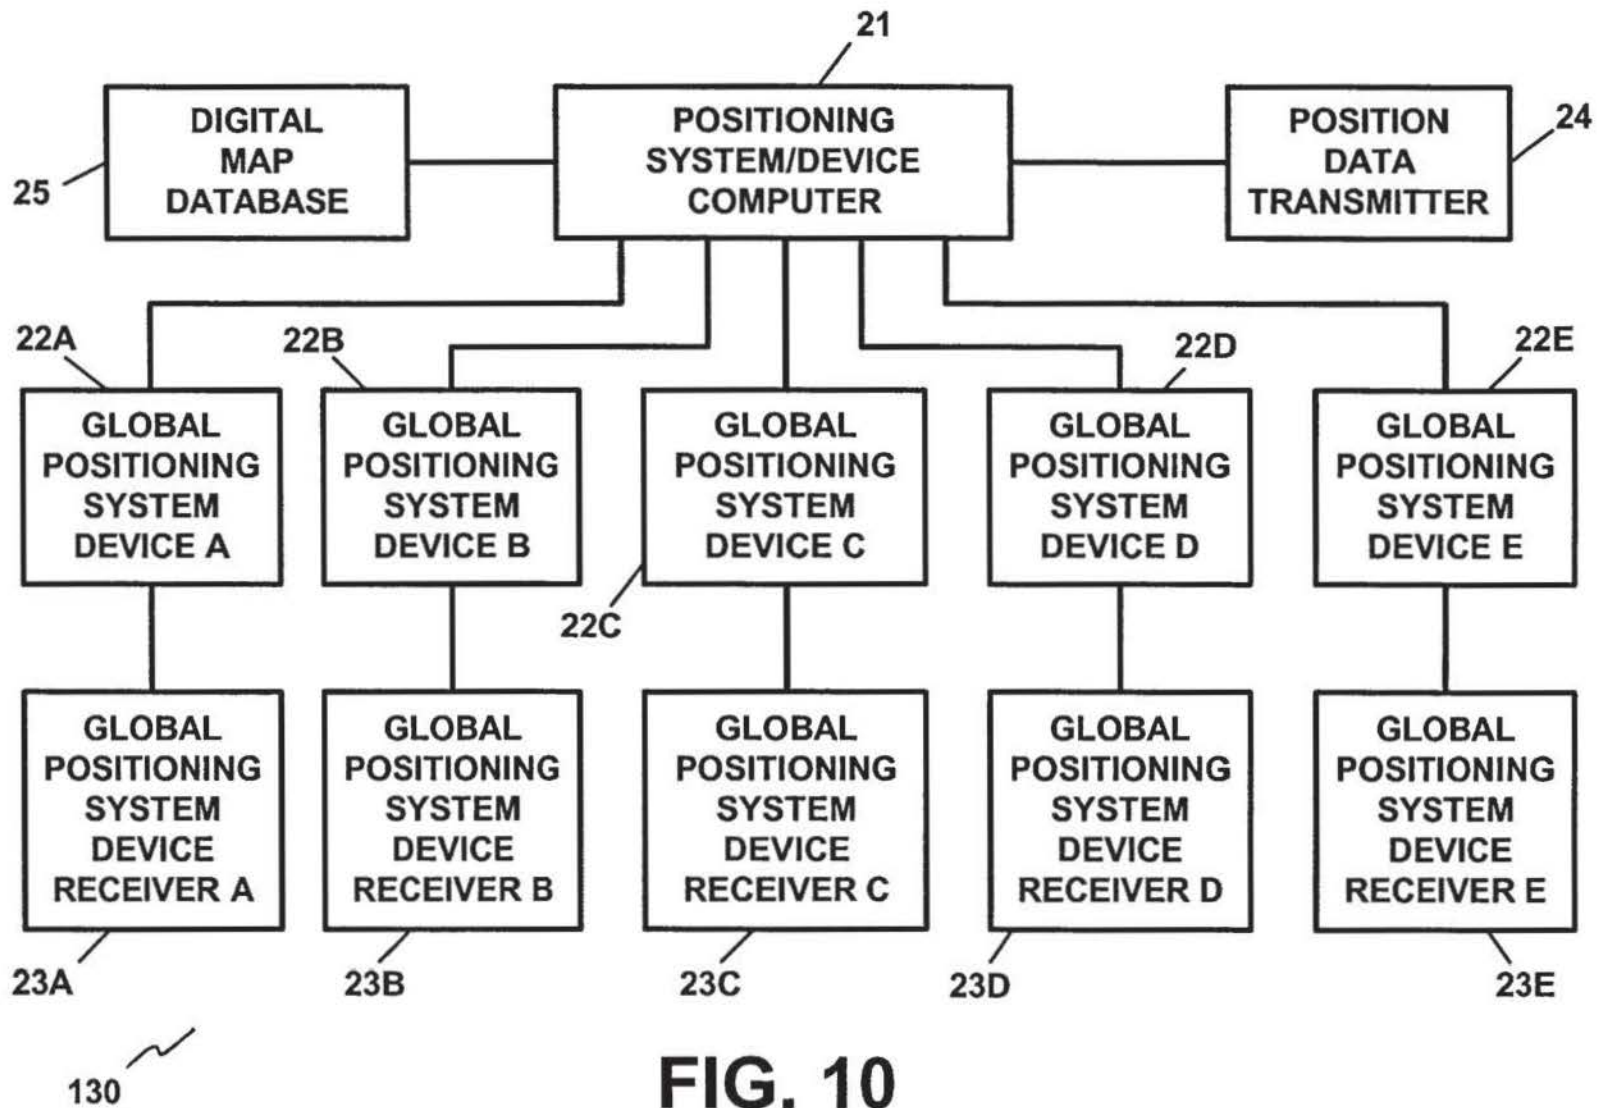 21
DIGITAL
MAP
DATABASE
25
POSITIONING
SYSTEM/DEVICE
COMPUTER
POSITION
DATA
TRANSMITTER
24
22A
GLOBAL
POSITIONING
SYSTEM
DEVICE A
22B
GLOBAL
POSITIONING
SYSTEM
DEVICE B
GLOBAL
POSITIONING
SYSTEM
DEVICE C
22C
22D
GLOBAL
POSITIONING
SYSTEM
DEVICE D
22E
GLOBAL
POSITIONING
SYSTEM
DEVICE E
GLOBAL
POSITIONING
SYSTEM
DEVICE
RECEIVER A
23A
GLOBAL
POSITIONING
SYSTEM
DEVICE
RECEIVER B
23B
GLOBAL
POSITIONING
SYSTEM
DEVICE
RECEIVER C
23C
GLOBAL
POSITIONING
SYSTEM
DEVICE
RECEIVER D
23D
GLOBAL
POSITIONING
SYSTEM
DEVICE
RECEIVER E
23E
130
FIG. 10